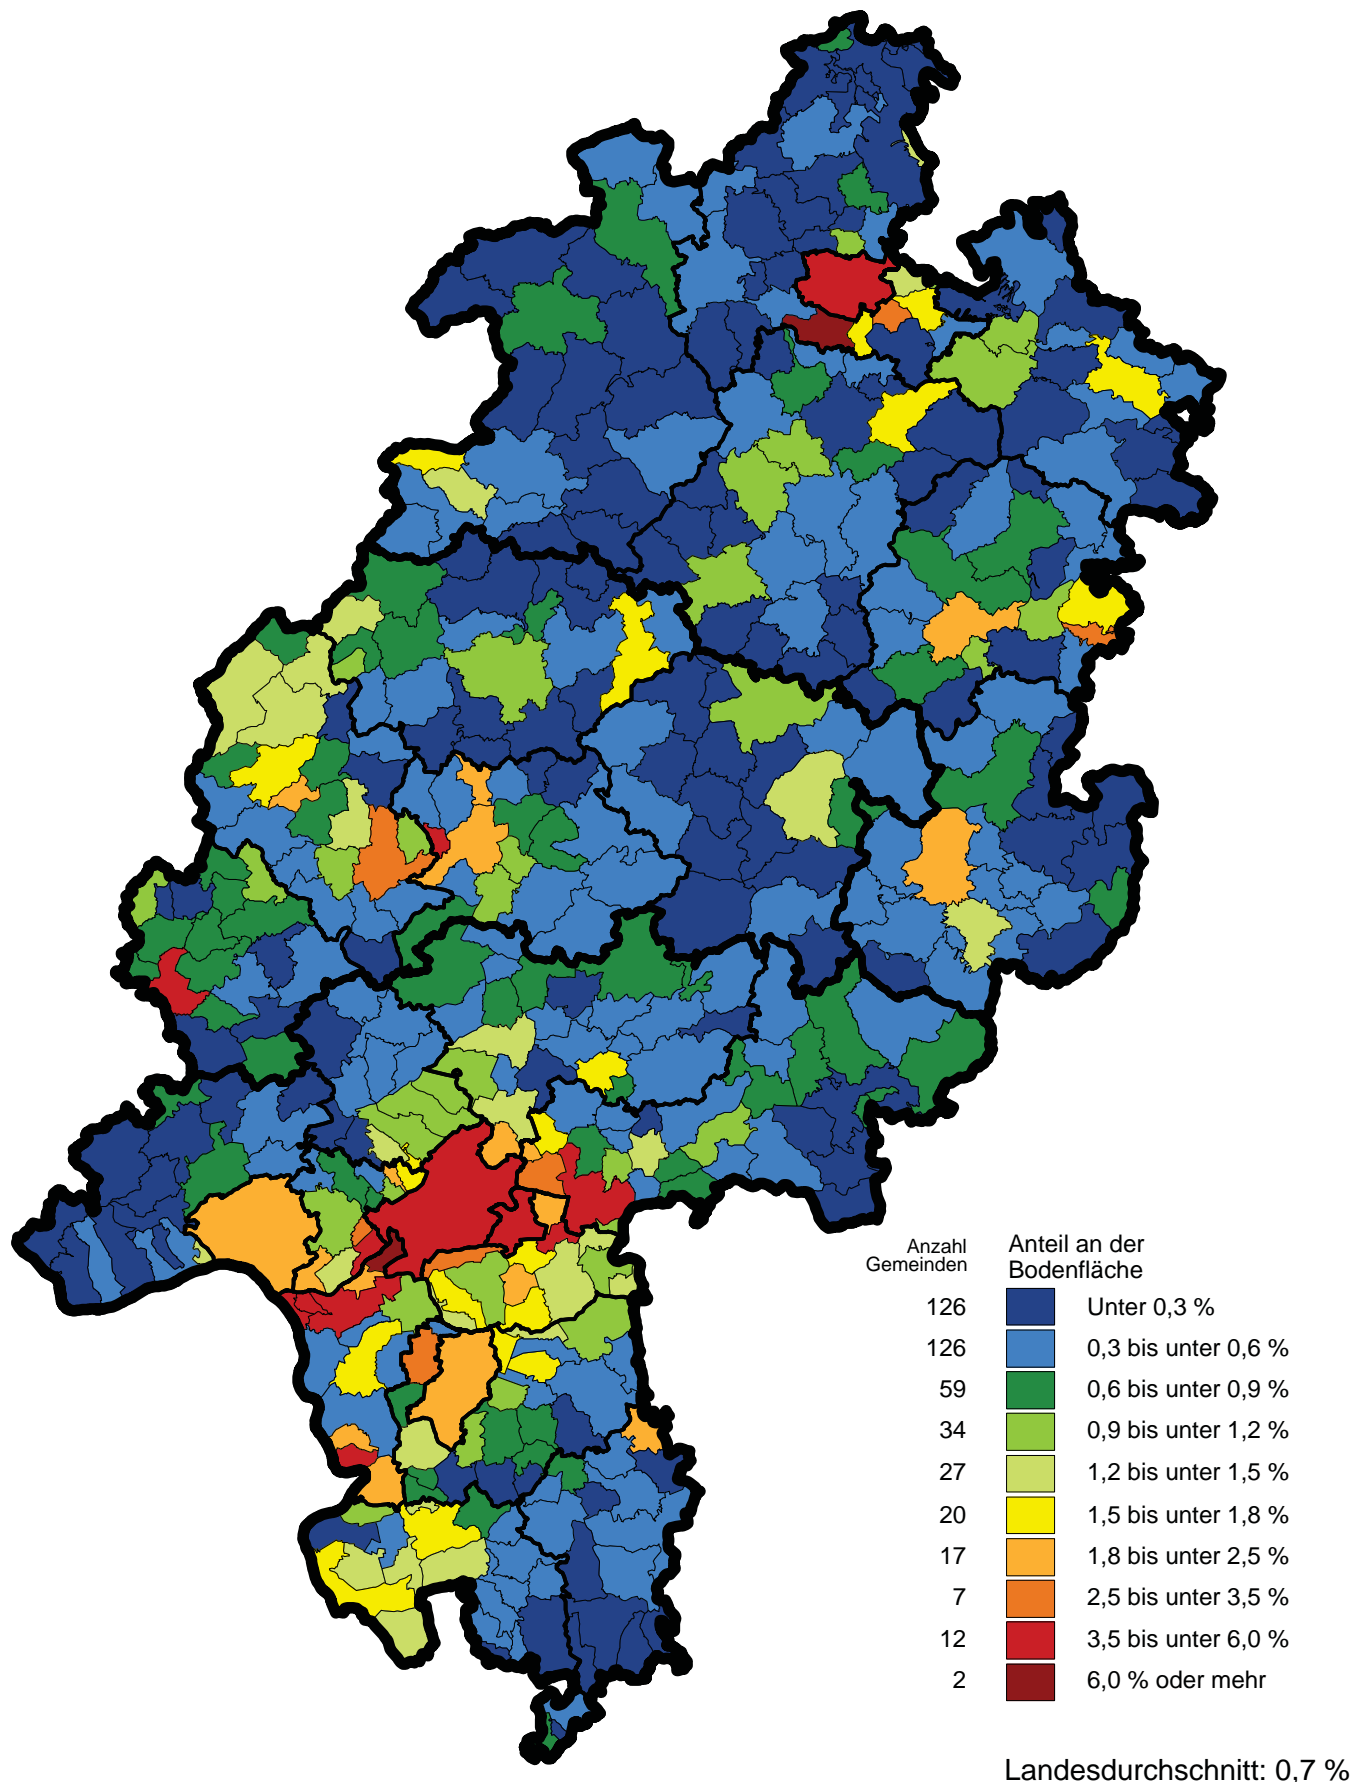 Anzahl
Gemeinden
Anteil an der
Bodenfläche
126 Unter 0,3 %
126 0,3 bis unter 0,6 %
59 0,6 bis unter 0,9 %
34 0,9 bis unter 1,2 %
27 1,2 bis unter 1,5 %
20 1,5 bis unter 1,8 %
17 1,8 bis unter 2,5 %
7 2,5 bis unter 3,5 %
12 3,5 bis unter 6,0 %
2 6,0 % oder mehr
Landesdurchschnitt: 0,7 %